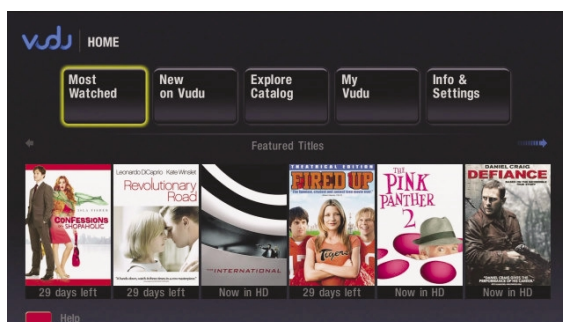 vudu HOME
Most Watched
New on Vudu
Explore Catalog
My Vudu
Info & Settings
Featured Titles
CONFESSIONS
SHOPAHOLIC
29 days left
Leonardo DiCaprio Kate Winslet
Revolutionary
Road
29 days left
INTERNATIONAL
Now in HD
THEATRICAL EDITION
FIRED UP
Tigers
29 days left
THE
PINK
PANTHER
2
Now in HD
DANIEL CRAIG
DEFIANCE
Now in HD
Help